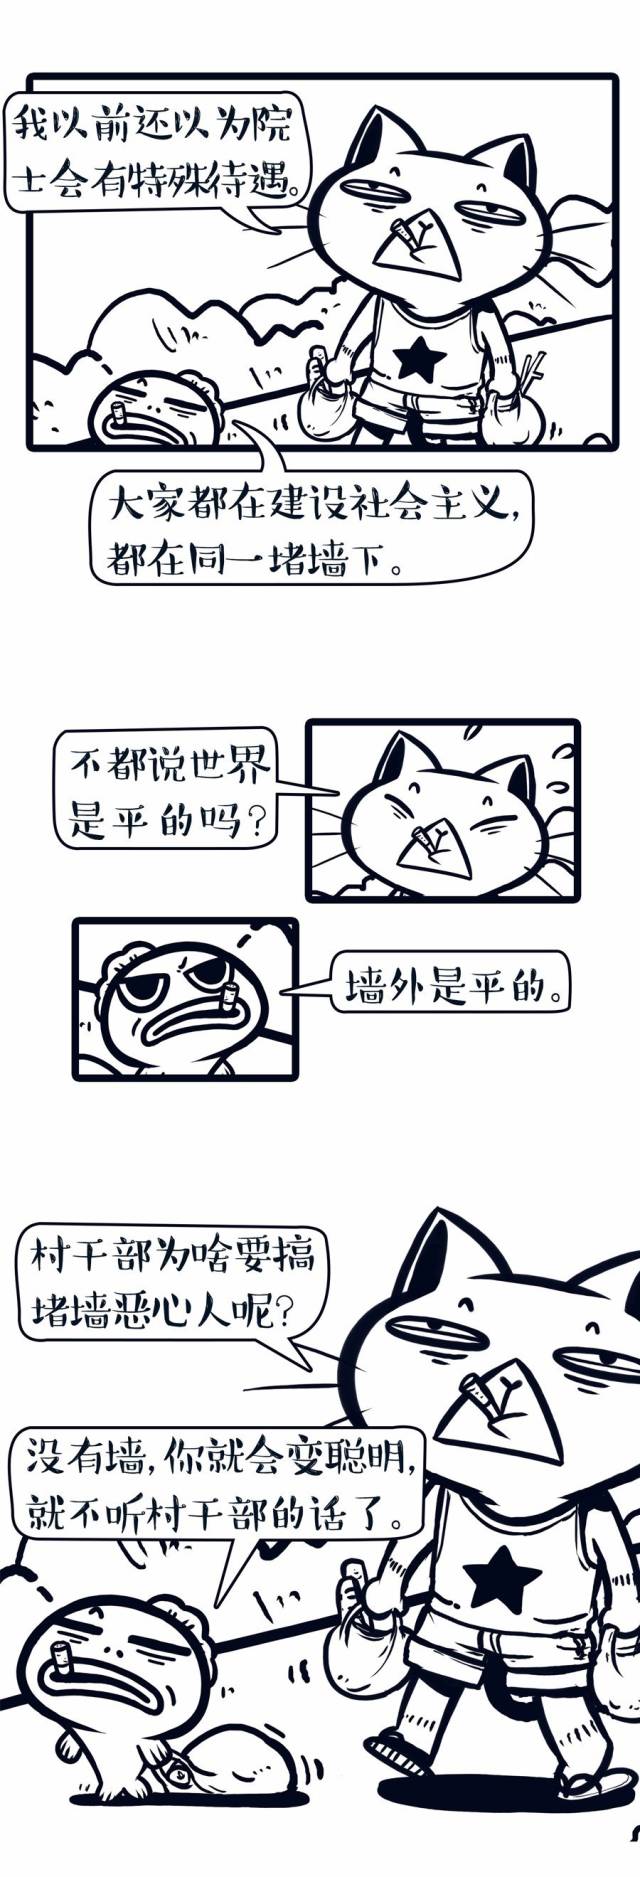 我以前还以为院
士会有特殊待遇。
大家都在建设社会主义,
都在同一堵墙下。
不都说世界
是平的吗?
墙外是平的。
村干部为啥要搞
堵墙恶心人呢?
没有墙,你就会变聪明,
就不听村干部的话了。